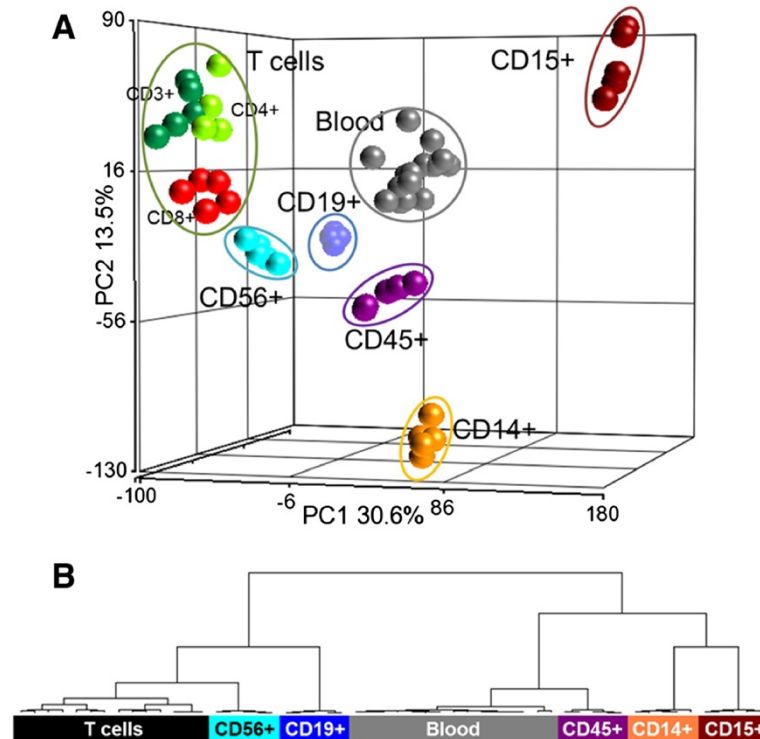 A
90
T cells
CD15+
CD3+
CD4+
Blood
16
CD19+
CD8+
PC2 13.5%
CD56+
-56
CD45+
CD14+
-130
-100
-6
PC1 30.6%
86
180
B
T cells CD56+ CD19+ Blood CD45+ CD14+ CD15+